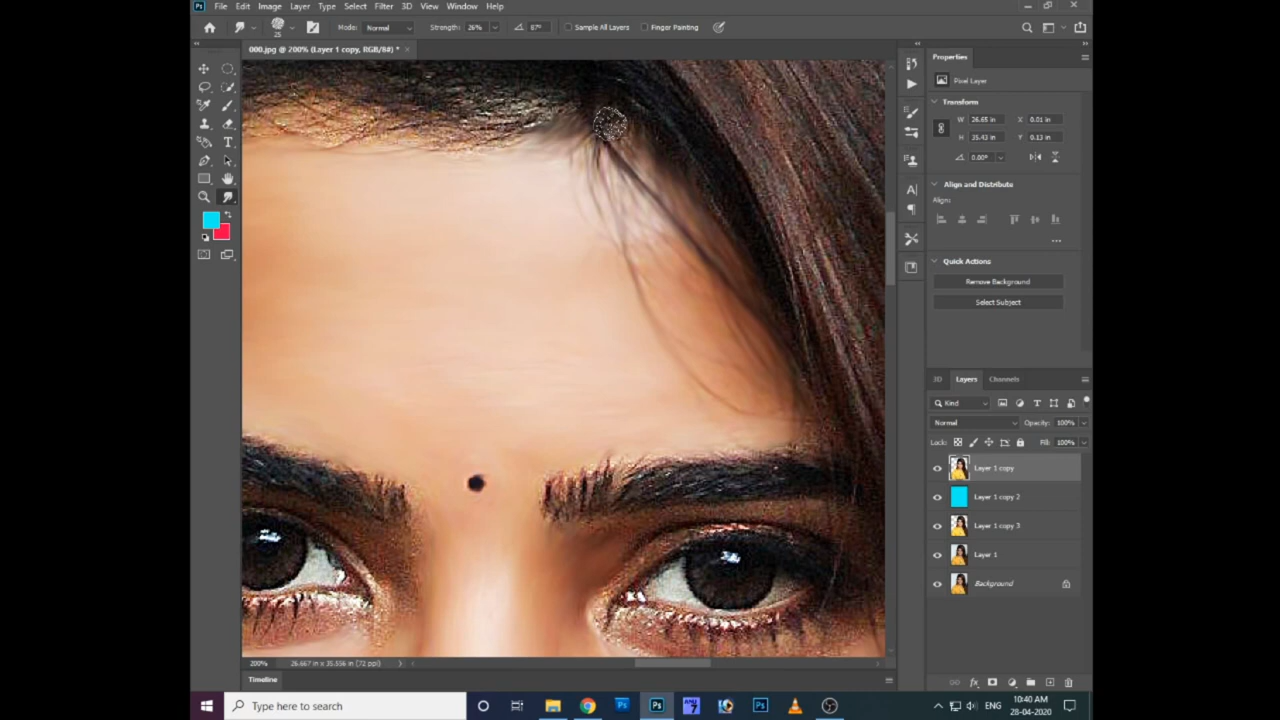 File Edit Image Layer Type Select Filter 3D View Window Help
25 Mode: Normal Strength: 26% 87° Sample All Layers Finger Painting
000.jpg @ 200% (Layer 1 copy, RGB/8#) * ×
Properties
Pixel Layer
Transform
W 26.65 in X 0.01 in
H 35.43 in Y 0.13 in
0.00°
Align and Distribute
Align:
Quick Actions
Remove Background
Select Subject
3D Layers Channels
Kind
Normal Opacity: 100%
Lock: Fill: 100%
Layer 1 copy
Layer 1 copy 2
Layer 1 copy 3
Layer 1
Background
200% 26.667 in x 35.556 in (72 ppi)
Timeline
Type here to search
ENG
10:40 AM
28-04-2020